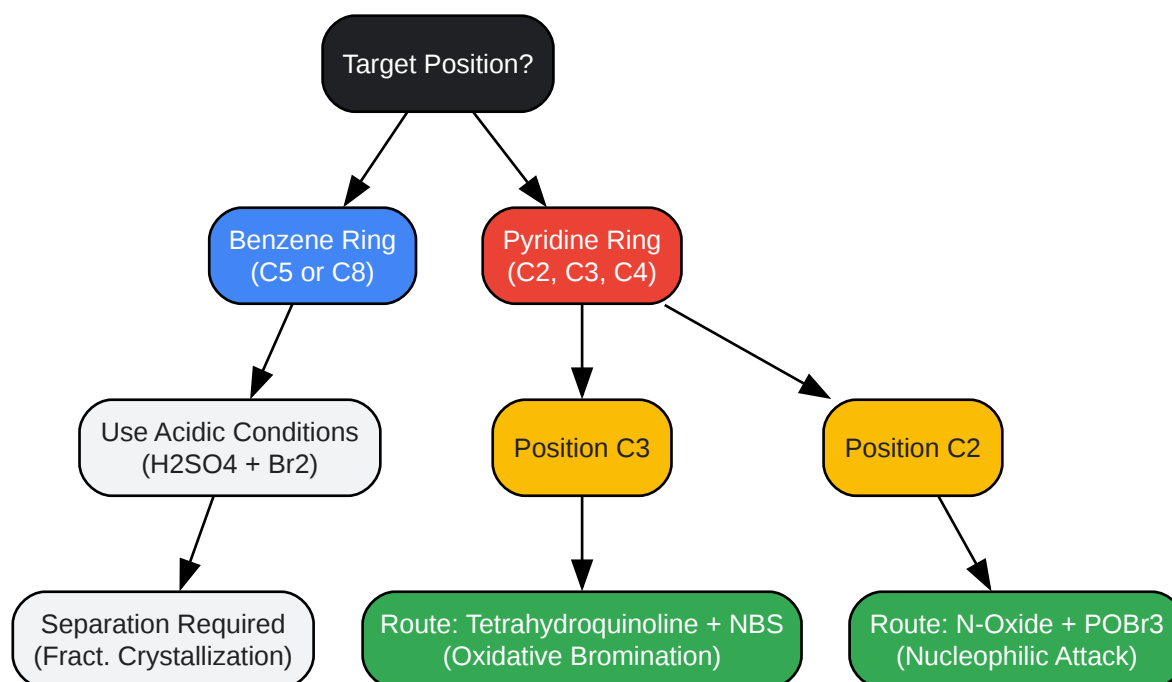 Target Position?
Benzene Ring
(C5 or C8)
Pyridine Ring
(C2, C3, C4)
Use Acidic Conditions
(H2SO4 + Br2)
Position C3
Position C2
Separation Required
(Fract. Crystallization)
Route: Tetrahydroquinoline + NBS
(Oxidative Bromination)
Route: N-Oxide + POBr3
(Nucleophilic Attack)